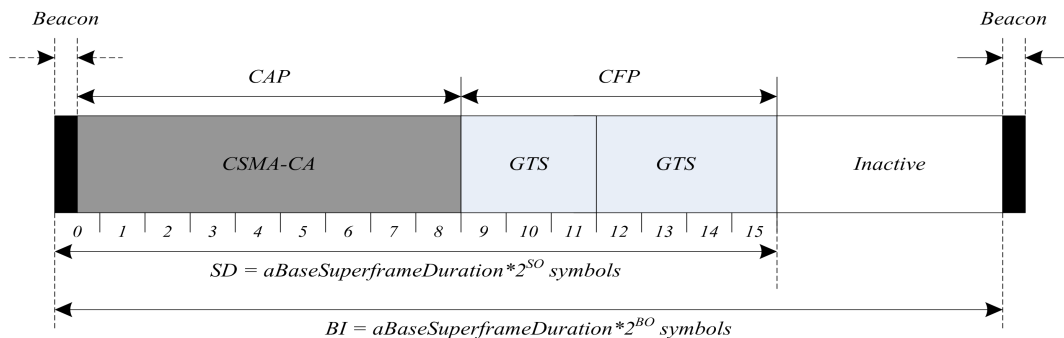 Beacon Beacon
CAP CFP
CSMA-CA GTS GTS Inactive
0 1 2 3 4 5 6 7 8 9 10 11 12 13 14 15
SD = aBaseSuperframeDuration*2^SO symbols
BI = aBaseSuperframeDuration*2^BO symbols